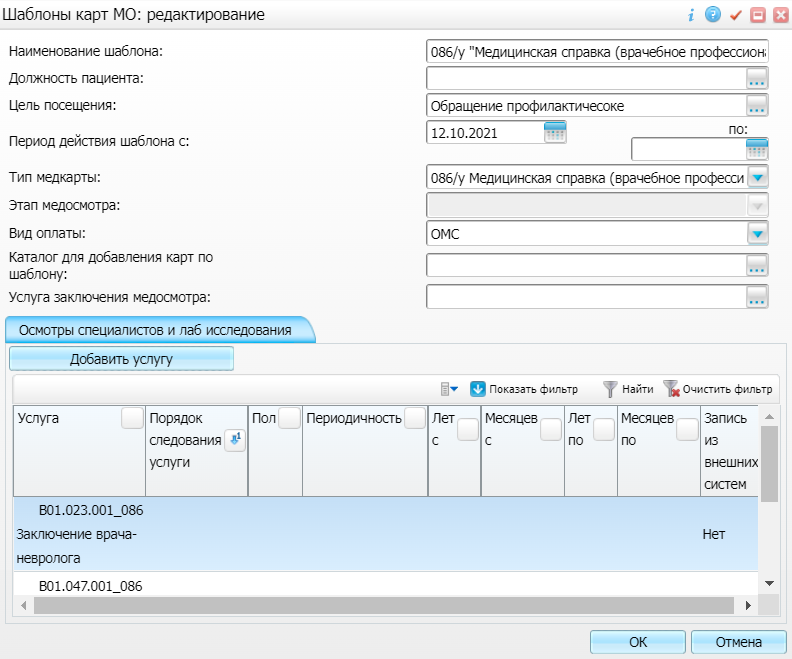 Шаблоны карт МО: редактирование
Наименование шаблона:
086/у "Медицинская справка (врачебное професcион
Должность пациента:
Цель посещения:
Обращение профилактичесоке
Период действия шаблона с:
12.10.2021
по:
Тип медкарты:
086/у Медицинская справка (врачебное професси
Этап медосмотра:
Вид оплаты:
ОМС
Каталог для добавления карт по
шаблону:
Услуга заключения медосмотра:
Осмотры специалистов и лаб исследования
Добавить услугу
Показать фильтр
Найти
Очистить фильтр
Услуга
Порядок
следования
услуги
Пол
Периодичность
Лет
с
Месяцев
с
Лет
по
Месяцев
по
Запись
из
внешних
систем
B01.023.001_086
Заключение врача-
невролога
Нет
B01.047.001_086
ОК
Отмена